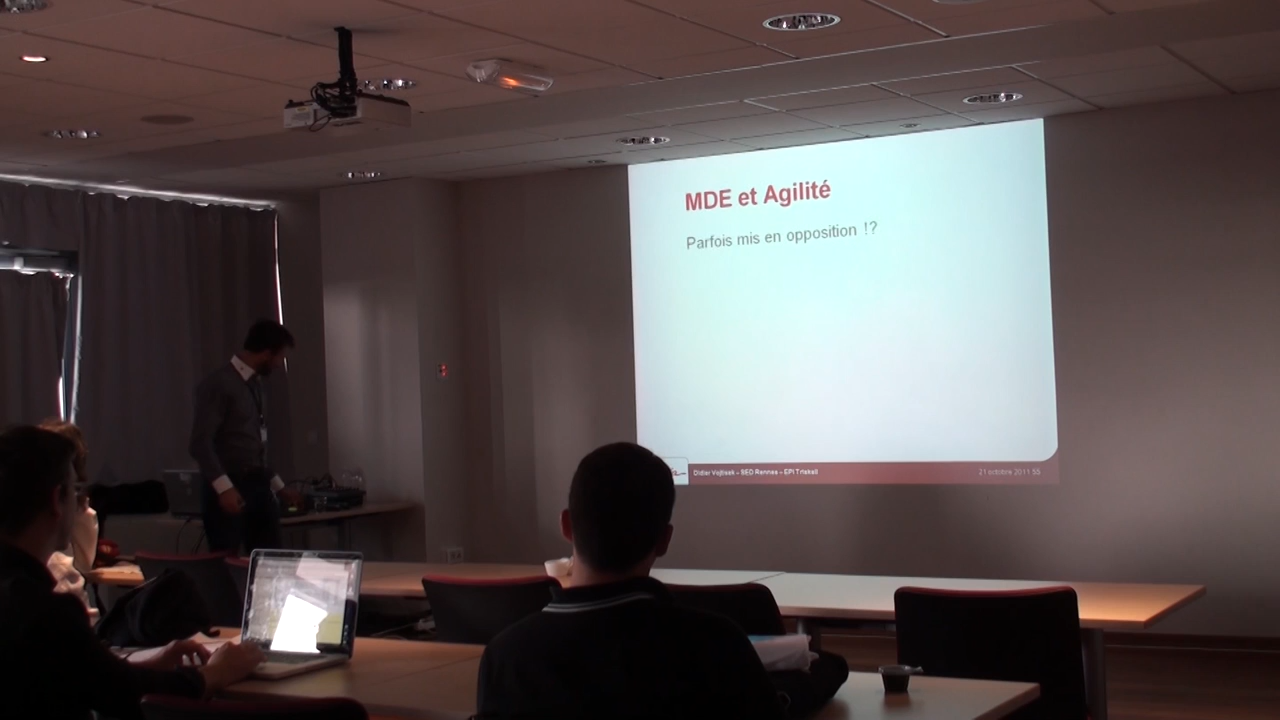 MDE et Agilité
Parfois mis en opposition !?
Didier Vojtisek – SED Rennes – EPI Triskell
21 octobre 2011 55